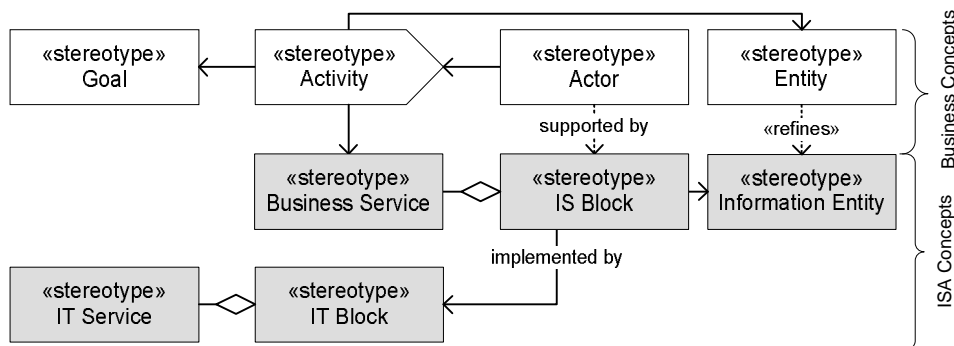 «stereotype»
Goal
«stereotype»
Activity
«stereotype»
Actor
«stereotype»
Entity
Business Concepts
supported by
«refines»
«stereotype»
Business Service
«stereotype»
IS Block
«stereotype»
Information Entity
ISA Concepts
implemented by
«stereotype»
IT Service
«stereotype»
IT Block